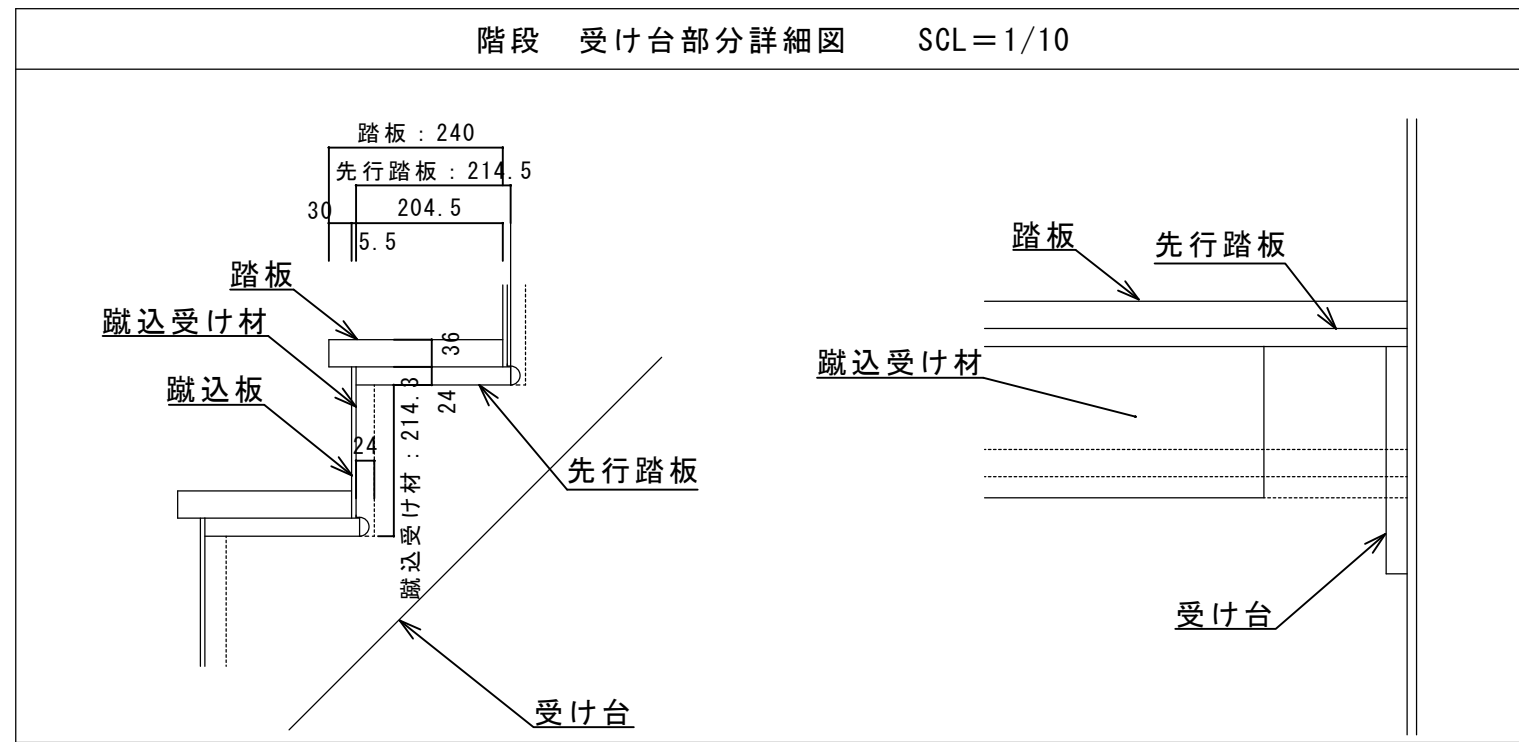 階段　受け台部分詳細図　　SCL＝1/10
踏板：240
先行踏板：214.5
30
204.5
5.5
踏板
蹴込受け材
蹴込板
36
24
24
蹴込受け材：214.3
先行踏板
受け台
踏板
先行踏板
蹴込受け材
受け台